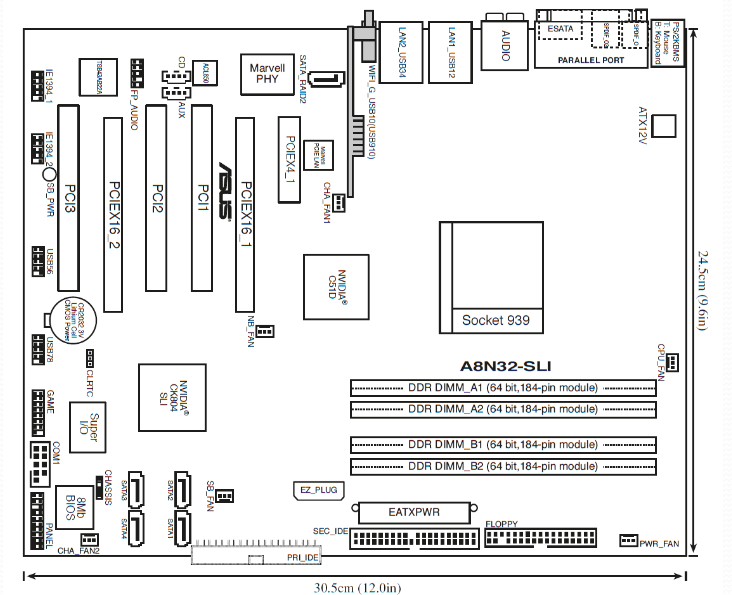 ESATA
SPDIF_O
PS/2KBMS
T: Mouse
B: Keyboard
PARALLEL PORT
AUDIO
LAN1_USB12
LAN2_USB34
WIFI_G_USB10(USB910)
SATA_RAID2
Marvell
PHY
CD
AUX
FP_AUDIO
IE1394_1
IE1394_2
SB_PWR
ATX12V
PCIEX4_1
Marvell
PCIE LAN
CHA_FAN1
PCI3
PCIEX16_2
PCI2
PCI1
ASUS
PCIEX16_1
NVIDIA®
C51D
Socket 939
24.5cm (9.6in)
USB56
CR2032 3V
Lithium Cell
CMOS Power
NB_FAN
USB78
CLRTC
A8N32-SLI
CPU_FAN
DDR DIMM_A1 (64 bit,184-pin module)
DDR DIMM_A2 (64 bit,184-pin module)
DDR DIMM_B1 (64 bit,184-pin module)
DDR DIMM_B2 (64 bit,184-pin module)
NVIDIA®
CK804
SLI
GAME
Super
I/O
COM1
CHASSIS
8Mb
BIOS
PANEL
CHA_FAN2
SATA3
SATA4
SATA2
SATA1
SB_FAN
EZ_PLUG
EATXPWR
SEC_IDE
FLOPPY
PWR_FAN
PRI_IDE
30.5cm (12.0in)